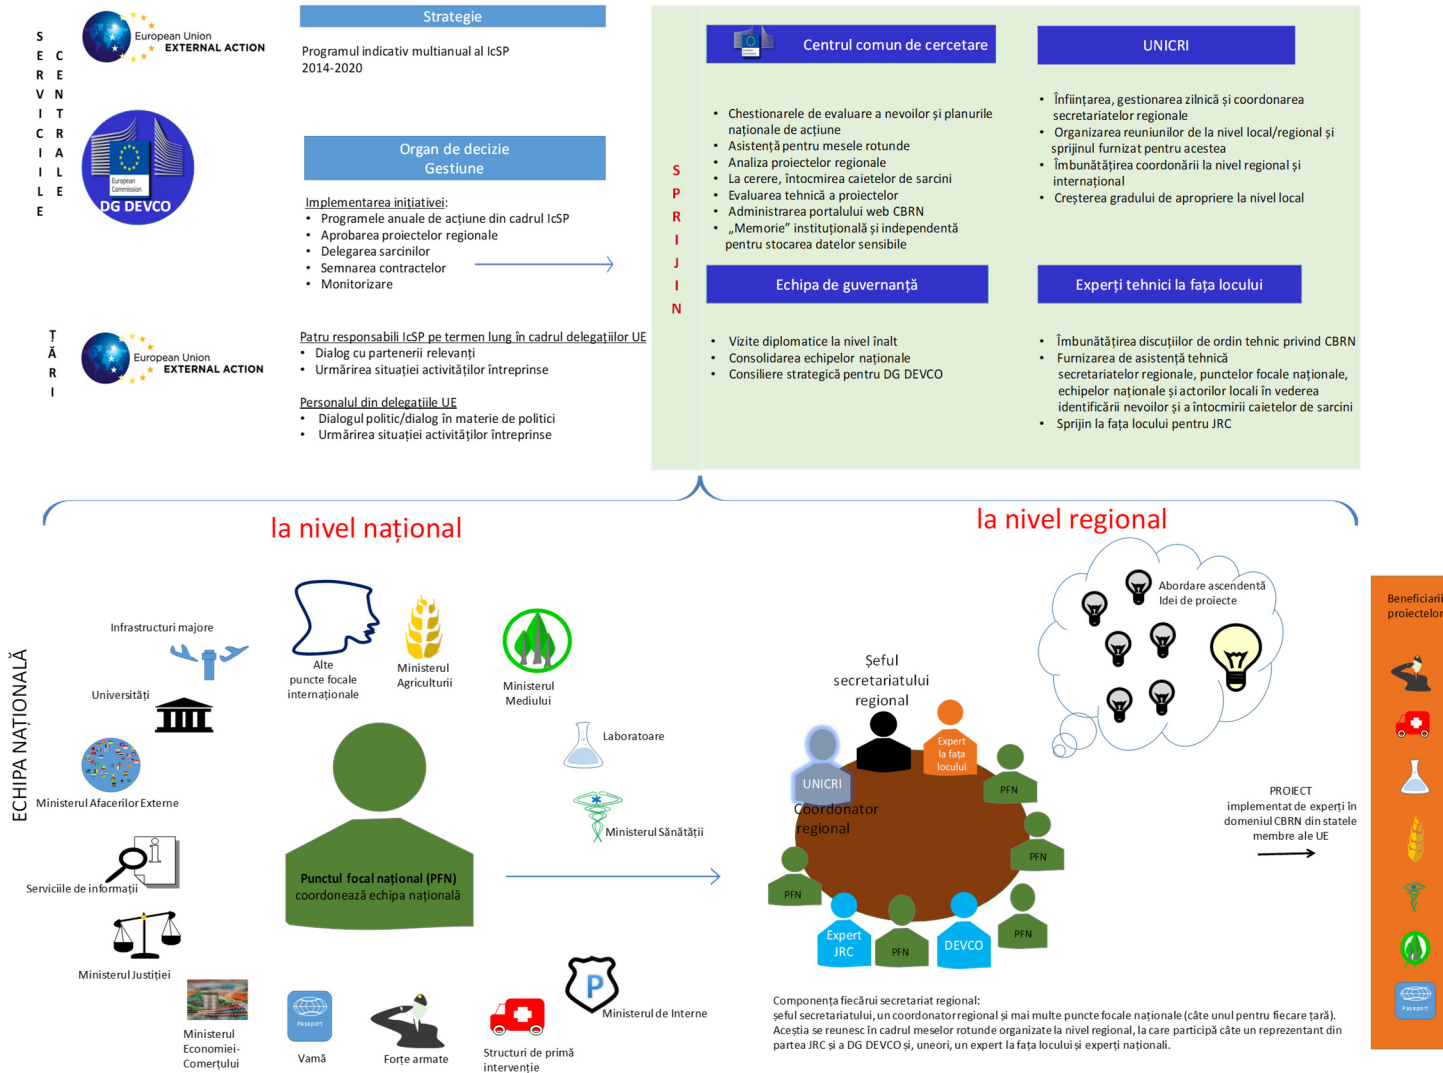 SERVICIILE
CENTRALE
European Union
EXTERNAL ACTION
Strategie
Programul indicativ multianual al IcSP
2014-2020
European
Commission
DG DEVCO
Organ de decizie
Gestiune
Implementarea inițiativei:
• Programele anuale de acțiune din cadrul IcSP
• Aprobarea proiectelor regionale
• Delegarea sarcinilor
• Semnarea contractelor
• Monitorizare
ȚĂRI
European Union
EXTERNAL ACTION
Patru responsabili IcSP pe termen lung în cadrul delegațiilor UE
• Dialog cu partenerii relevanți
• Urmărirea situației activităților întreprinse
Personalul din delegațiile UE
• Dialogul politic/dialog în materie de politici
• Urmărirea situației activităților întreprinse
SPRIJIN
Centrul comun de cercetare
• Chestionarele de evaluare a nevoilor și planurile
naționale de acțiune
• Asistență pentru mesele rotunde
• Analiza proiectelor regionale
• La cerere, întocmirea caietelor de sarcini
• Evaluarea tehnică a proiectelor
• Administrarea portalului web CBRN
• „Memorie” instituțională și independentă
pentru stocarea datelor sensibile
UNICRI
• Înființarea, gestionarea zilnică și coordonarea
secretariatelor regionale
• Organizarea reuniunilor de la nivel local/regional și
sprijinul furnizat pentru acestea
• Îmbunătățirea coordonării la nivel regional și
internațional
• Creșterea gradului de apropriere la nivel local
Echipa de guvernanță
• Vizite diplomatice la nivel înalt
• Consolidarea echipelor naționale
• Consiliere strategică pentru DG DEVCO
Experți tehnici la fața locului
• Îmbunătățirea discuțiilor de ordin tehnic privind CBRN
• Furnizarea de asistență tehnică
secretariatelor regionale, punctelor focale naționale,
echipelor naționale și actorilor locali în vederea
identificării nevoilor și a întocmirii caietelor de sarcini
• Sprijin la fața locului pentru JRC
la nivel național
la nivel regional
ECHIPA NAȚIONALĂ
Infrastructuri majore
Universități
Ministerul Afacerilor Externe
Serviciile de informații
Ministerul Justiției
Ministerul
Economiei-
Comerțului
Pasaport
Vamă
Forțe armate
Structuri de primă
intervenție
P
Ministerul de Interne
Ministerul Sănătății
Laboratoare
Ministerul
Mediului
Ministerul
Agriculturii
Alte
puncte focale
internaționale
Punctul focal național (PFN)
coordonează echipa națională
Șeful
secretariatului
regional
Expert
la fața
locului
UNICRI
Coordonator
regional
PFN
PFN
PFN
PFN
PFN
Expert
JRC
DEVCO
Abordare ascendentă
Idei de proiecte
PROIECT
implementat de experți în
domeniul CBRN din statele
membre ale UE
Componența fiecărui secretariat regional:
șeful secretariatului, un coordonator regional și mai multe puncte focale naționale (câte unul pentru fiecare țară).
Aceștia se reunesc în cadrul meselor rotunde organizate la nivel regional, la care participă câte un reprezentant din
partea JRC și a DG DEVCO și, uneori, un expert la fața locului și experți naționali.
Beneficiarii
proiectelor
Pasaport